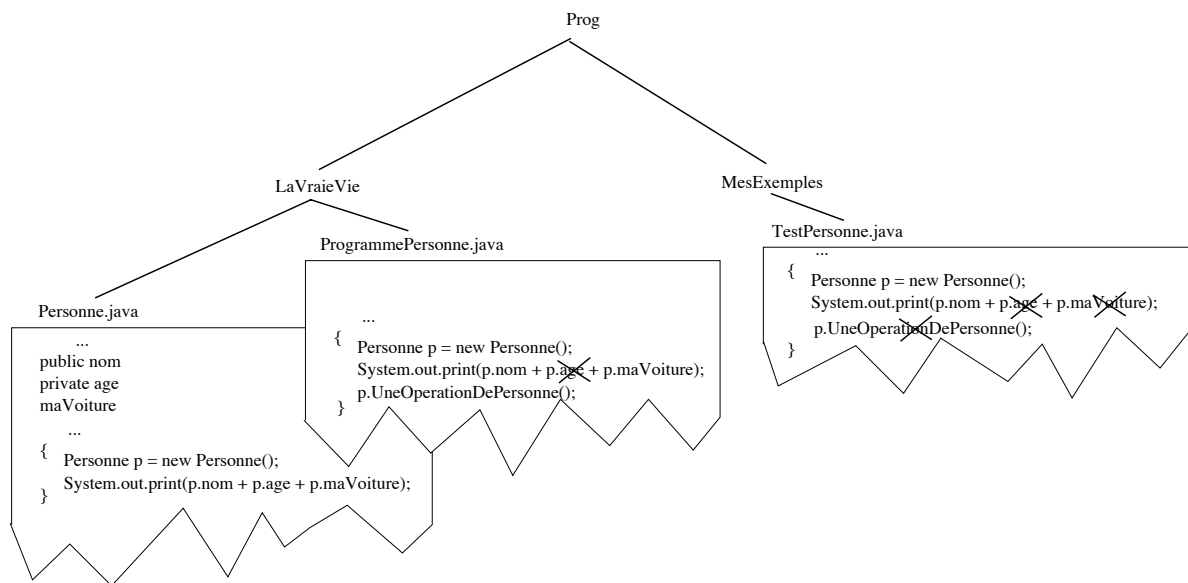 Prog
LaVraieVie
MesExemples
Personne.java
...
public nom
private age
maVoiture
...
{
Personne p = new Personne();
System.out.print(p.nom + p.age + p.maVoiture);
}
ProgrammePersonne.java
...
{
Personne p = new Personne();
System.out.print(p.nom + p.age + p.maVoiture);
p.UneOperationDePersonne();
}
TestPersonne.java
...
{
Personne p = new Personne();
System.out.print(p.nom + p.age + p.maVoiture);
p.UneOperationDePersonne();
}